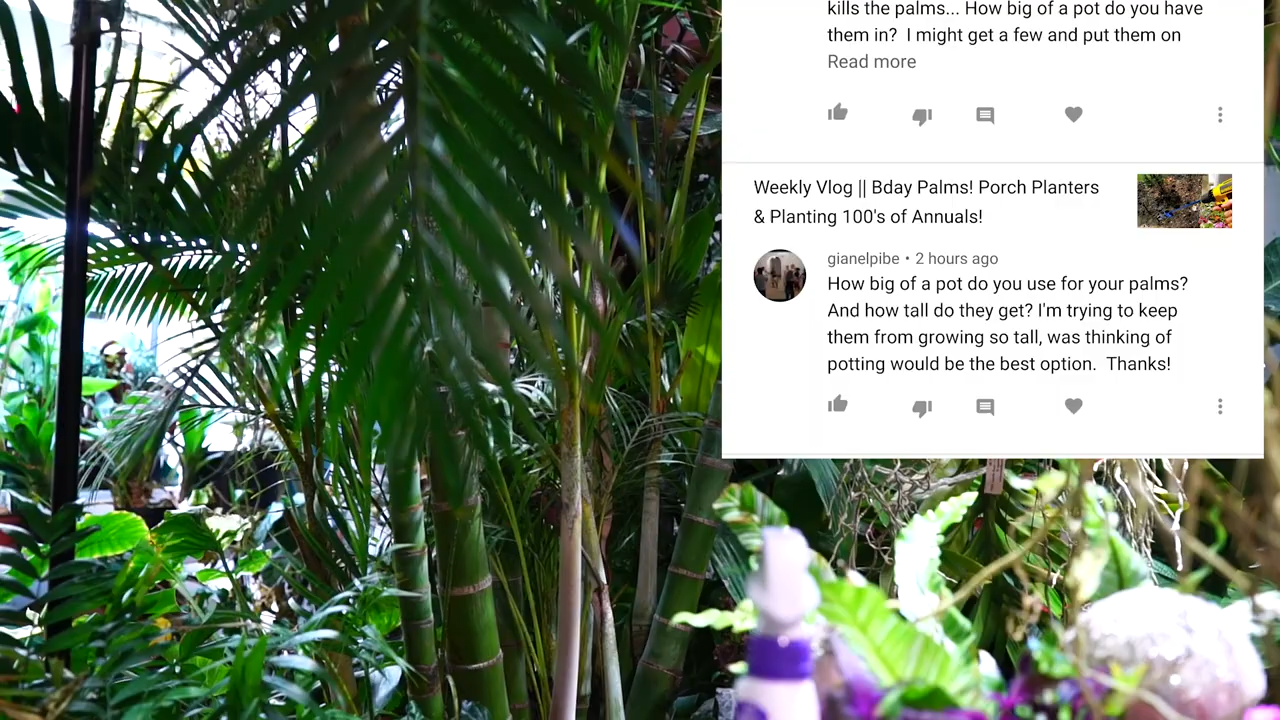 kills the palms... How big of a pot do you have
them in?  I might get a few and put them on
Read more
Weekly Vlog || Bday Palms! Porch Planters
& Planting 100's of Annuals!
gianelpibe • 2 hours ago
How big of a pot do you use for your palms?
And how tall do they get? I'm trying to keep
them from growing so tall, was thinking of
potting would be the best option.  Thanks!